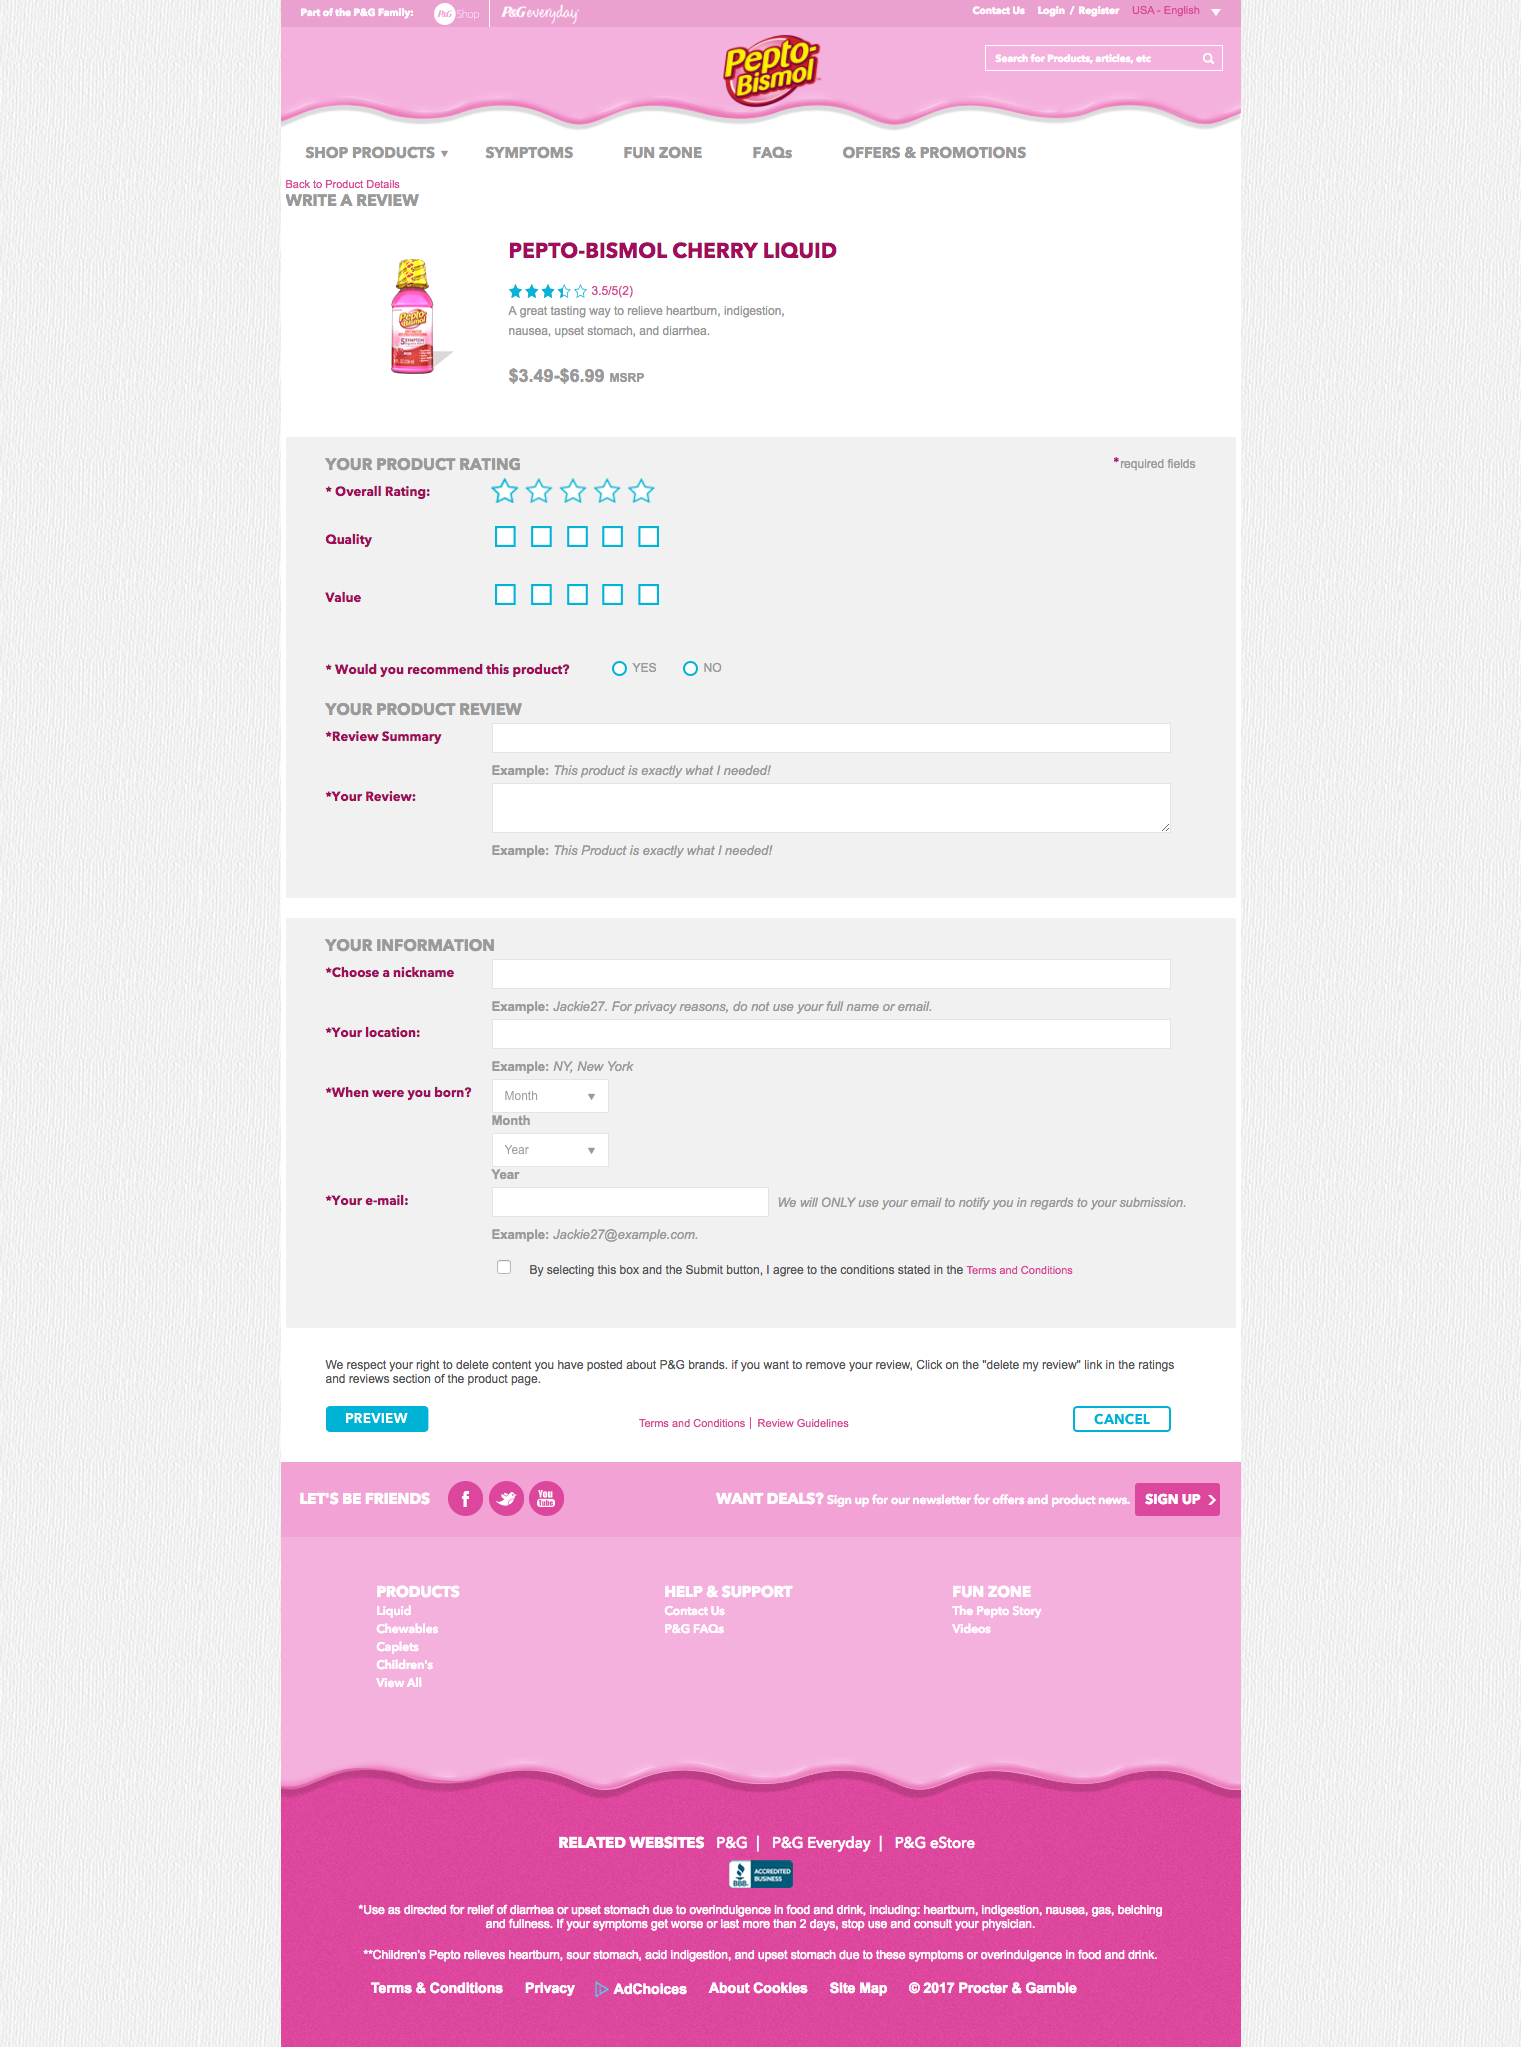 Part of the P&G Family:
P&G Shop
P&G everyday
Contact Us
Login / Register
USA - English
Pepto-Bismol
Search for Products, articles, etc
SHOP PRODUCTS ▼
SYMPTOMS
FUN ZONE
FAQs
OFFERS & PROMOTIONS
Back to Product Details
WRITE A REVIEW
PEPTO-BISMOL CHERRY LIQUID
3.5/5(2)
A great tasting way to relieve heartburn, indigestion,
nausea, upset stomach, and diarrhea.
$3.49-$6.99 MSRP
Pepto-Bismol
5 SYMPTOM
YOUR PRODUCT RATING
*required fields
* Overall Rating:
Quality
Value
* Would you recommend this product?
YES
NO
YOUR PRODUCT REVIEW
*Review Summary
Example: This product is exactly what I needed!
*Your Review:
Example: This Product is exactly what I needed!
YOUR INFORMATION
*Choose a nickname
Example: Jackie27. For privacy reasons, do not use your full name or email.
*Your location:
Example: NY, New York
*When were you born?
Month
Month
Year
Year
*Your e-mail:
We will ONLY use your email to notify you in regards to your submission.
Example: Jackie27@example.com.
By selecting this box and the Submit button, I agree to the conditions stated in the Terms and Conditions
We respect your right to delete content you have posted about P&G brands. if you want to remove your review, Click on the "delete my review" link in the ratings
and reviews section of the product page.
PREVIEW
Terms and Conditions | Review Guidelines
CANCEL
LET'S BE FRIENDS
You Tube
WANT DEALS? Sign up for our newsletter for offers and product news.
SIGN UP >
PRODUCTS
Liquid
Chewables
Caplets
Children's
View All
HELP & SUPPORT
Contact Us
P&G FAQs
FUN ZONE
The Pepto Story
Videos
RELATED WEBSITES P&G | P&G Everyday | P&G eStore
BBB. ACCREDITED BUSINESS
*Use as directed for relief of diarrhea or upset stomach due to overindulgence in food and drink, including: heartburn, indigestion, nausea, gas, belching
and fullness. If your symptoms get worse or last more than 2 days, stop use and consult your physician.
**Children's Pepto relieves heartburn, sour stomach, acid indigestion, and upset stomach due to these symptoms or overindulgence in food and drink.
Terms & Conditions
Privacy
AdChoices
About Cookies
Site Map
© 2017 Procter & Gamble